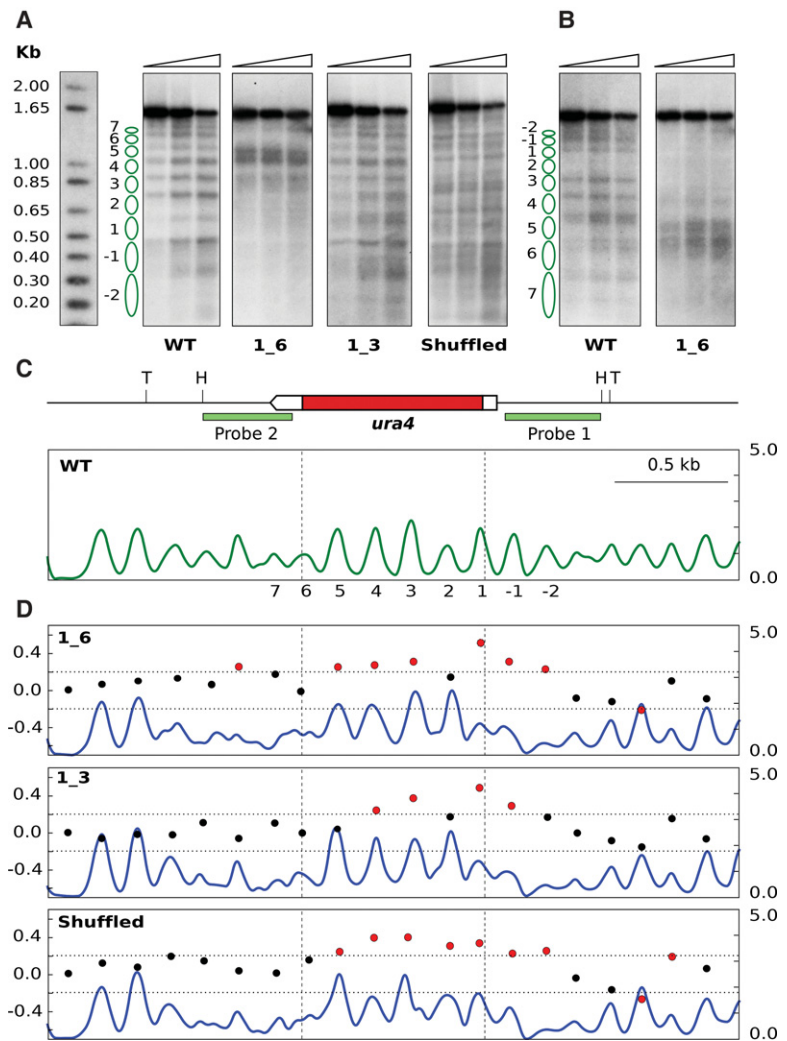 A
B
Kb
2.00
1.65
1.00
0.85
0.65
0.50
0.40
0.30
0.20
7
6
5
4
3
2
1
-1
-2
-2
-1
1
2
3
4
5
6
7
WT
1_6
1_3
Shuffled
WT
1_6
C
T
H
H
T
Probe 2
ura4
Probe 1
WT
0.5 kb
5.0
0.0
7 6 5 4 3 2 1 -1 -2
D
1_6
0.4
0.0
-0.4
5.0
0.0
1_3
0.4
0.0
-0.4
5.0
0.0
Shuffled
0.4
0.0
-0.4
5.0
0.0